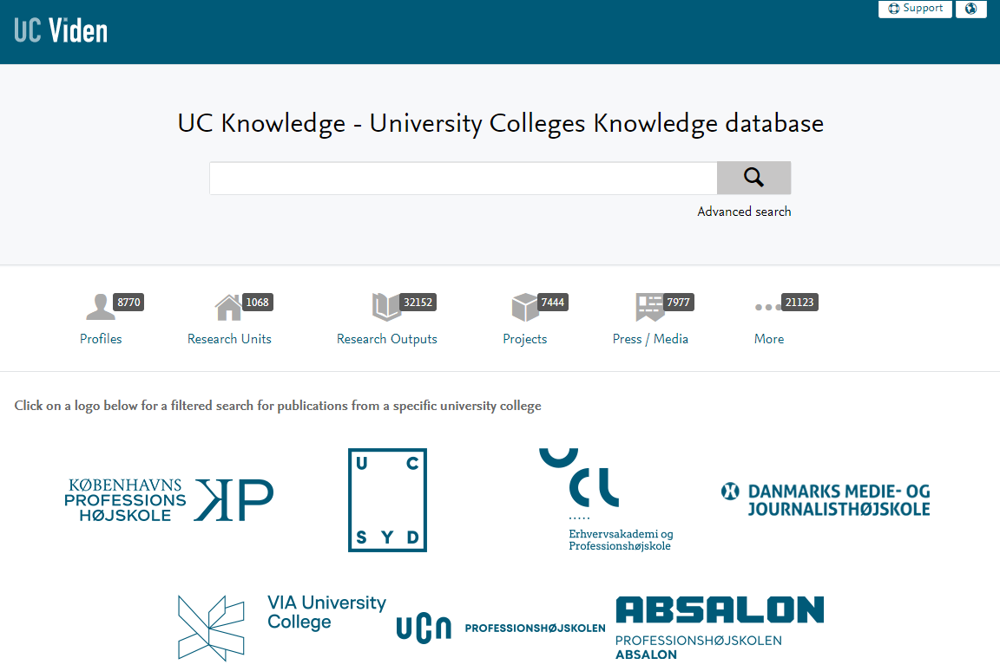 UC Viden
Support
UC Knowledge - University Colleges Knowledge database
Advanced search
8770
1068
32152
7444
7977
21123
Profiles
Research Units
Research Outputs
Projects
Press / Media
More
Click on a logo below for a filtered search for publications from a specific university college
KØBENHAVNS
PROFESSIONS
HØJSKOLE
KP
U C
S Y D
UCL
Erhvervsakademi og
Professionshøjskole
DANMARKS MEDIE- OG
JOURNALISTHØJSKOLE
VIA University
College
UCN PROFESSIONSHØJSKOLEN
ABSALON
PROFESSIONSHØJSKOLEN
ABSALON